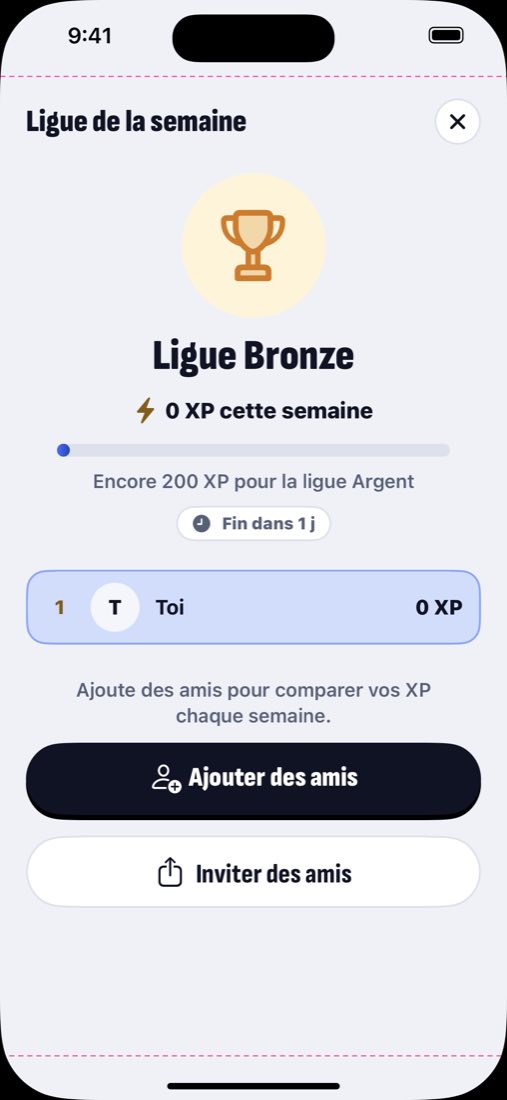 9:41
Ligue de la semaine
Ligue Bronze
0 XP cette semaine
Encore 200 XP pour la ligue Argent
Fin dans 1 j
1 T Toi 0 XP
Ajoute des amis pour comparer vos XP
chaque semaine.
Ajouter des amis
Inviter des amis